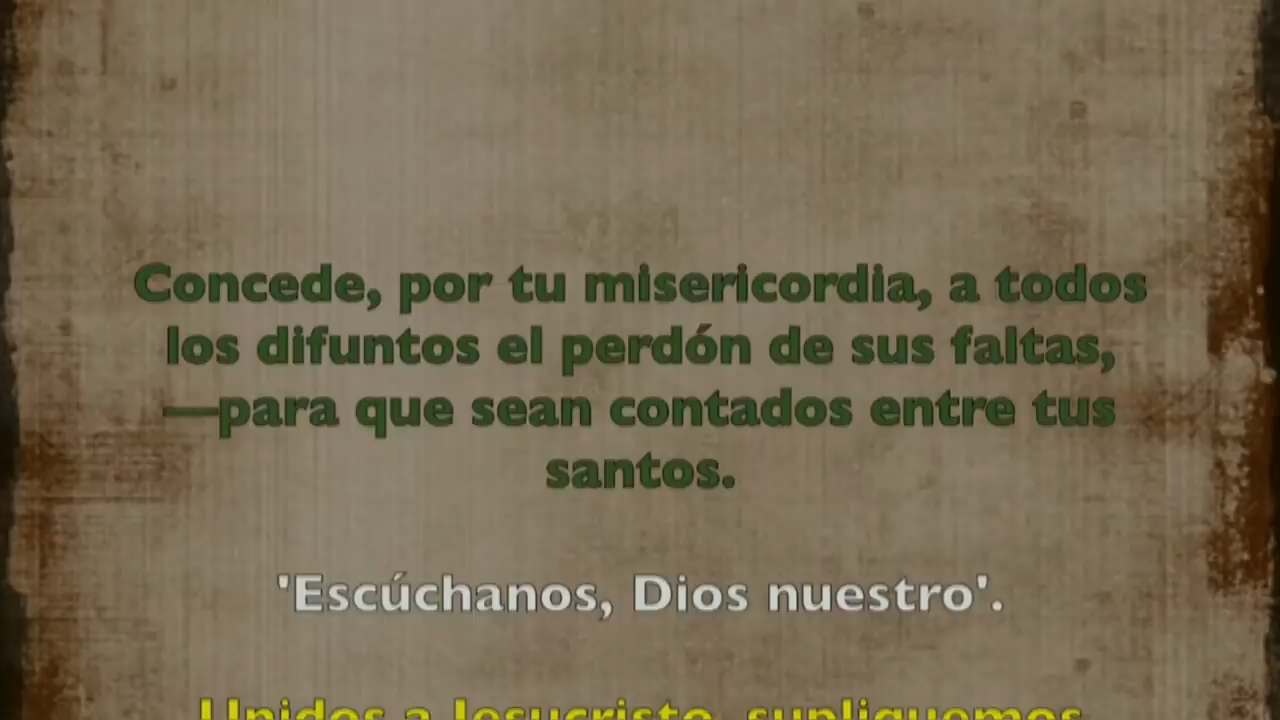 Concede, por tu misericordia, a todos
los difuntos el perdón de sus faltas,
—para que sean contados entre tus
santos.
'Escúchanos, Dios nuestro'.
Unidos a Jesucristo, supliquemos